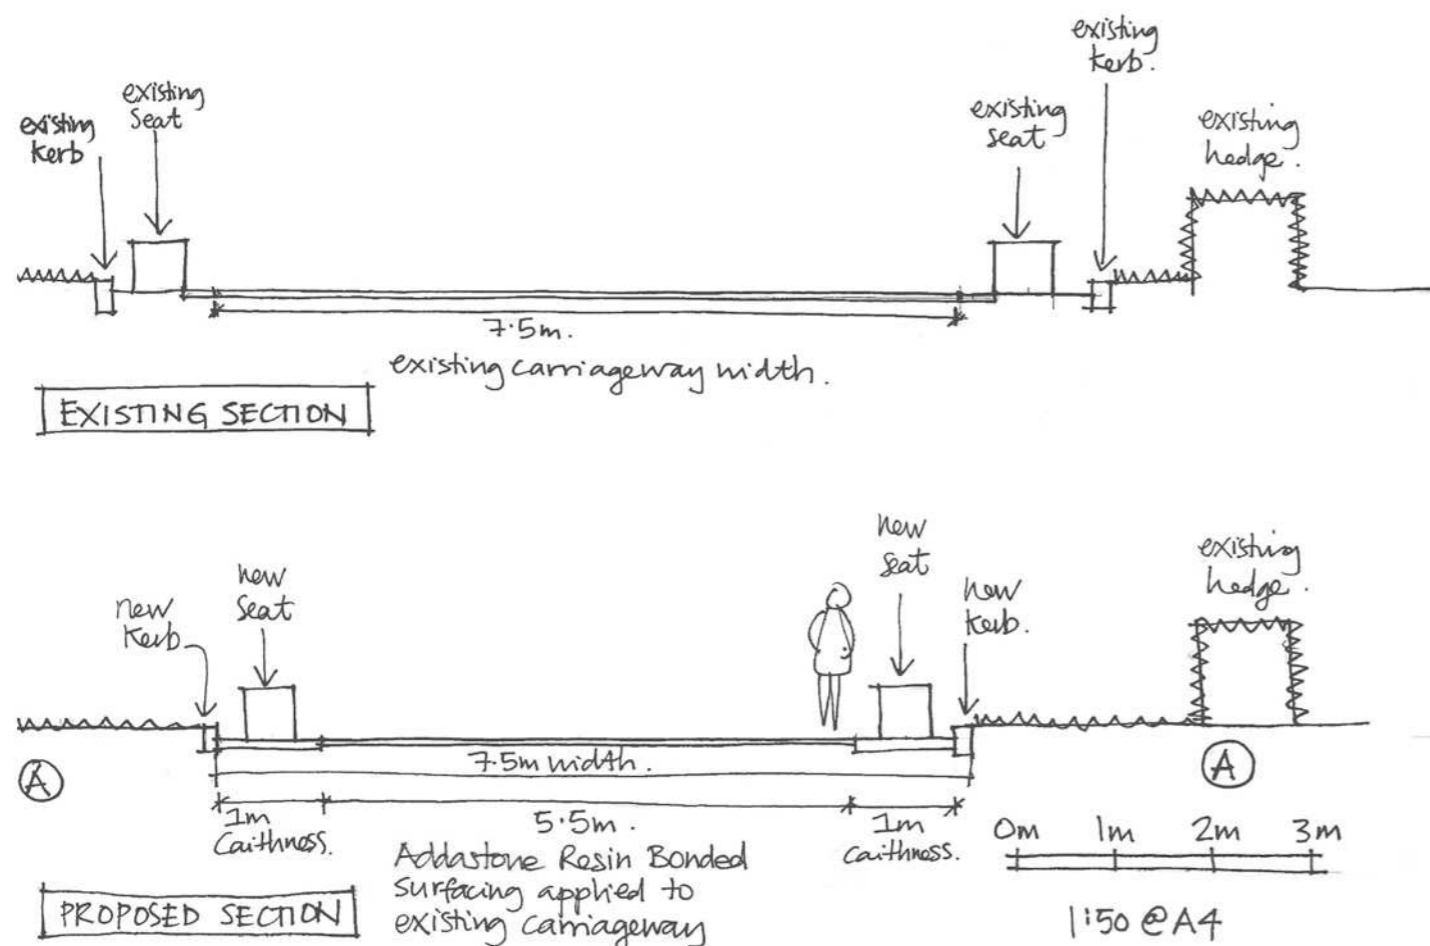 existing
kerb
existing
seat
existing
seat
existing
kerb.
existing
hedge.
7.5m.
existing carriageway width.
EXISTING SECTION
new
kerb
new
seat
new
seat
new
kerb.
existing
hedge.
A
7.5m width.
A
1m
Caithness.
5.5m.
1m
Caithness.
Addastone Resin Bonded
surfacing applied to
existing carriageway
0m 1m 2m 3m
PROPOSED SECTION
1:50 @A4